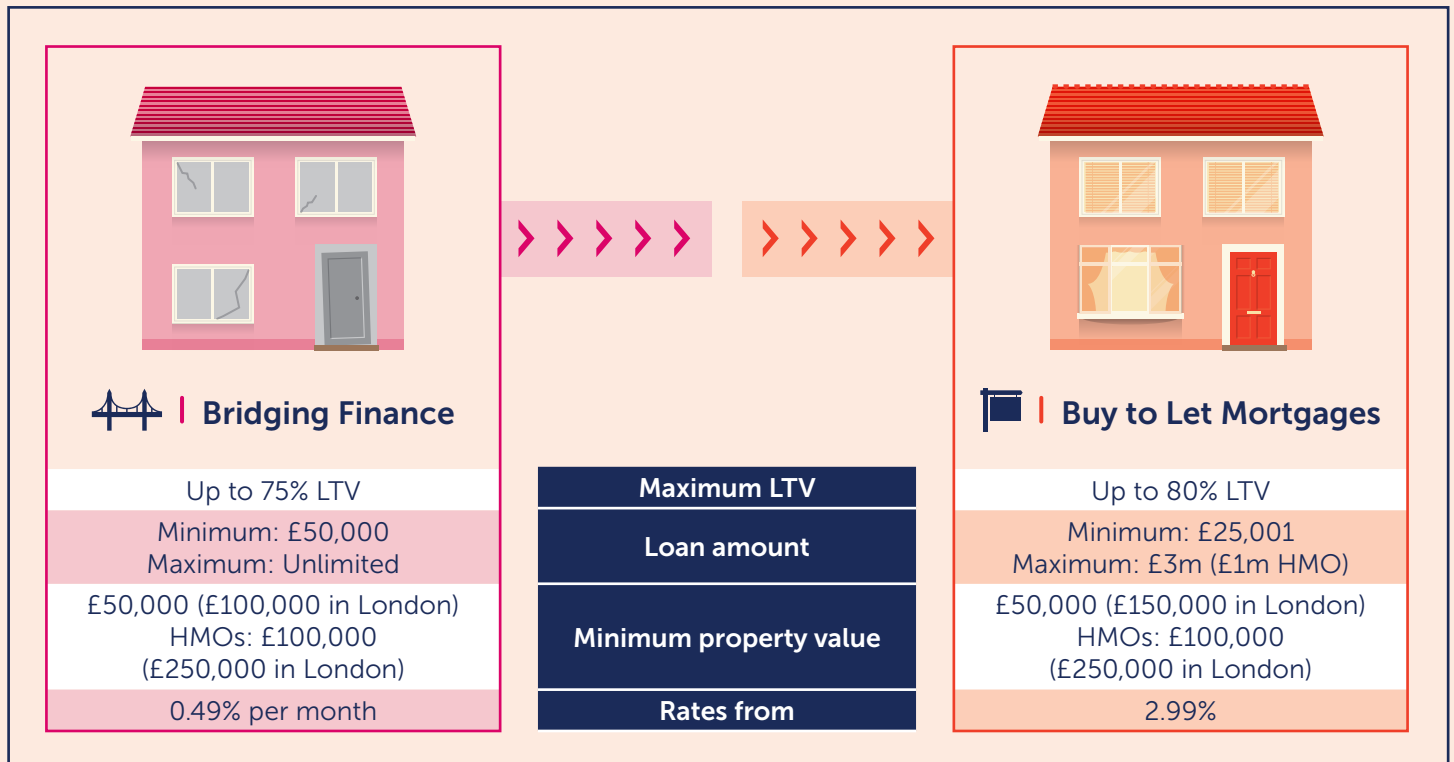 Bridging Finance
Up to 75% LTV
Minimum: £50,000
Maximum: Unlimited
£50,000 (£100,000 in London)
HMOs: £100,000
(£250,000 in London)
0.49% per month
Maximum LTV
Loan amount
Minimum property value
Rates from
Buy to Let Mortgages
Up to 80% LTV
Minimum: £25,001
Maximum: £3m (£1m HMO)
£50,000 (£150,000 in London)
HMOs: £100,000
(£250,000 in London)
2.99%